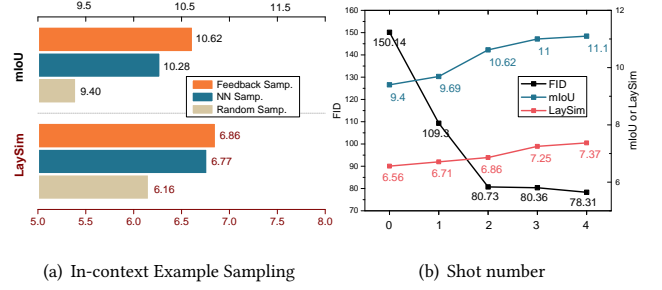 9.5 10.5 11.5
mIoU
10.62
10.28
9.40
Feedback Samp.
NN Samp.
Random Samp.
LaySim
6.86
6.77
6.16
5.0 5.5 6.0 6.5 7.0 7.5 8.0
(a) In-context Example Sampling
FID
160
150
140
130
120
110
100
90
80
70
150.14
109.3
80.73 80.36 78.31
9.4 9.69 10.62 11 11.1
6.56 6.71 6.86 7.25 7.37
FID
mIoU
LaySim
12
10
8
6
mIoU or LaySim
0 1 2 3 4
(b) Shot number